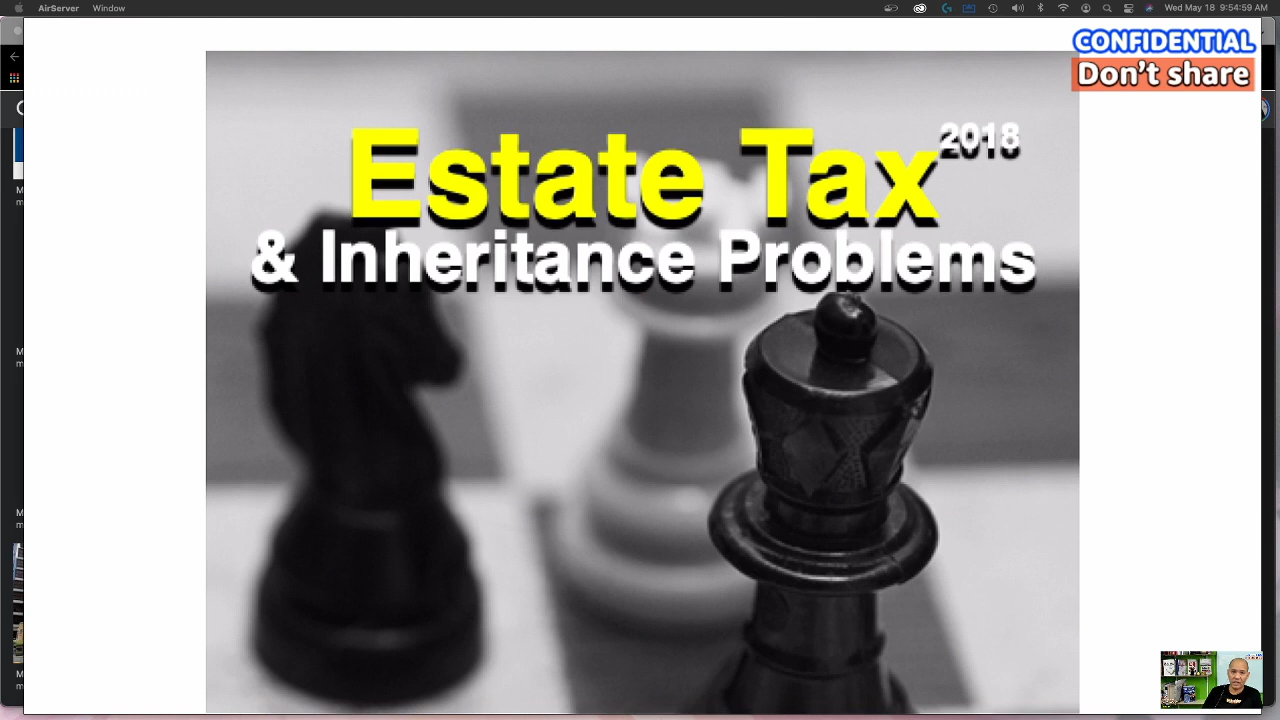 AirServer Window
Wed May 18 9:54:59 AM
CONFIDENTIAL
Don't share
2018
Estate Tax
& Inheritance Problems